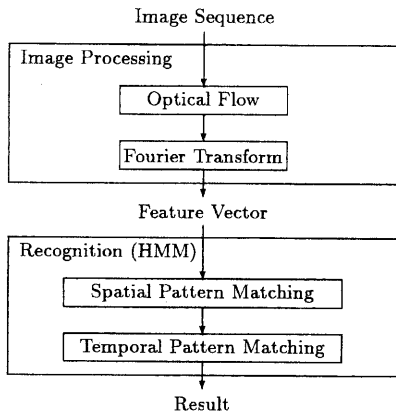 Image Sequence
Image Processing
Optical Flow
Fourier Transform
Feature Vector
Recognition (HMM)
Spatial Pattern Matching
Temporal Pattern Matching
Result